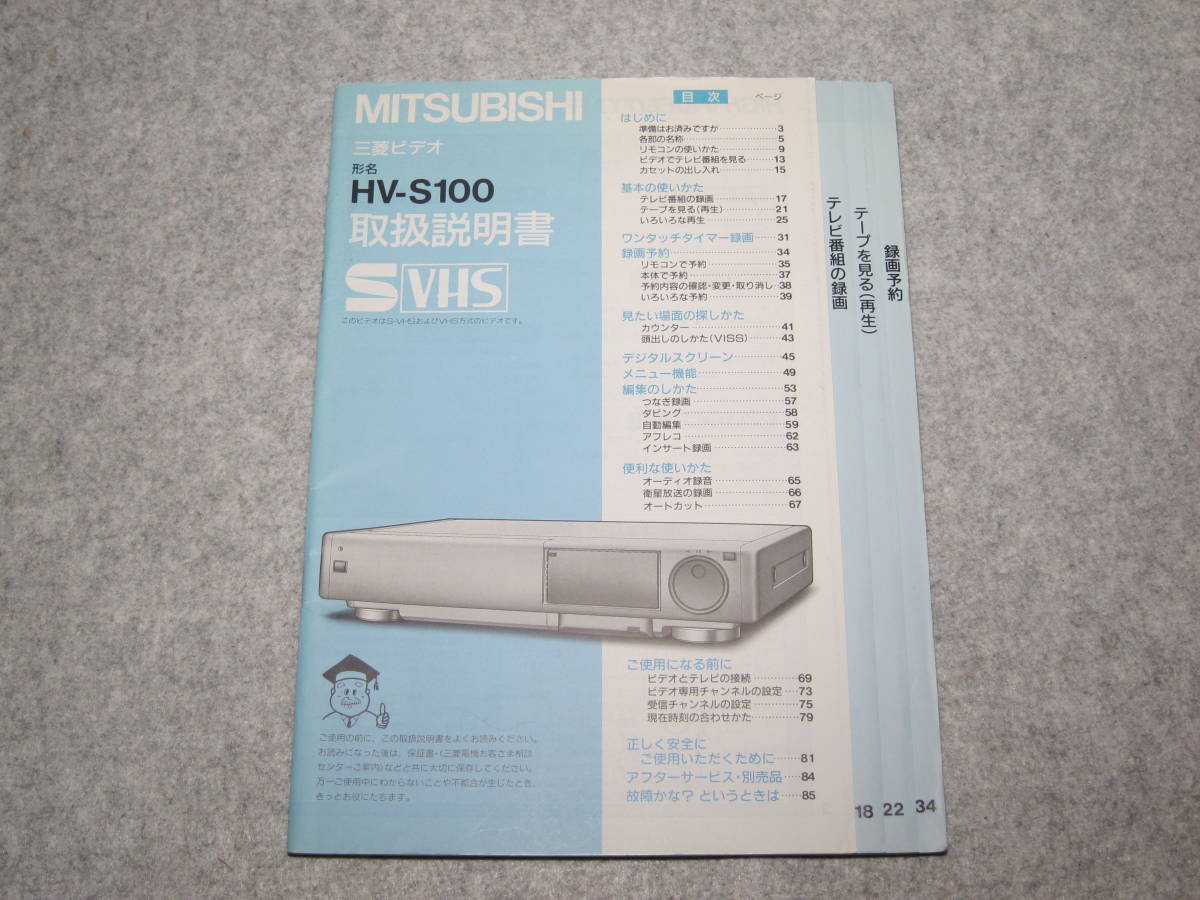 MITSUBISHI
三菱ビデオ
形名
HV-S100
取扱説明書
S VHS
このビデオはS-VHSおよびVHS方式のビデオです。
目次
ページ
はじめに
準備はお済みですか……………3
各部の名称……………5
リモコンの使いかた……………9
ビデオでテレビ番組を見る………13
カセットの出し入れ……………15
基本の使いかた
テレビ番組の録画……………17
テープを見る(再生)……………21
いろいろな再生……………25
ワンタッチタイマー録画……31
録画予約……………34
リモコンで予約……………35
本体で予約……………37
予約内容の確認・変更・取り消し…38
いろいろな予約……………39
見たい場面の探しかた
カウンター……………41
頭出しのしかた(VISS)………43
デジタルスクリーン……………45
メニュー機能……………49
編集のしかた……………53
つなぎ録画……………57
ダビング……………58
自動編集……………59
アフレコ……………62
インサート録画……………63
便利な使いかた
オーディオ録音……………65
衛星放送の録画……………66
オートカット……………67
ご使用になる前に
ビデオとテレビの接続…………69
ビデオ専用チャンネルの設定…73
受信チャンネルの設定…………75
現在時刻の合わせかた…………79
正しく安全に
ご使用いただくために……81
アフターサービス・別売品……84
故障かな? というときは……85
ご使用の前に、この取扱説明書をよくお読みください。
お読みになった後は、保証書・(三菱電機お客さま相談
センターご案内)などと共に大切に保存してください。
万一ご使用中にわからないことや不都合が生じたとき、
きっとお役にたちます。
テレビ番組の録画
18
テープを見る(再生)
22
録画予約
34